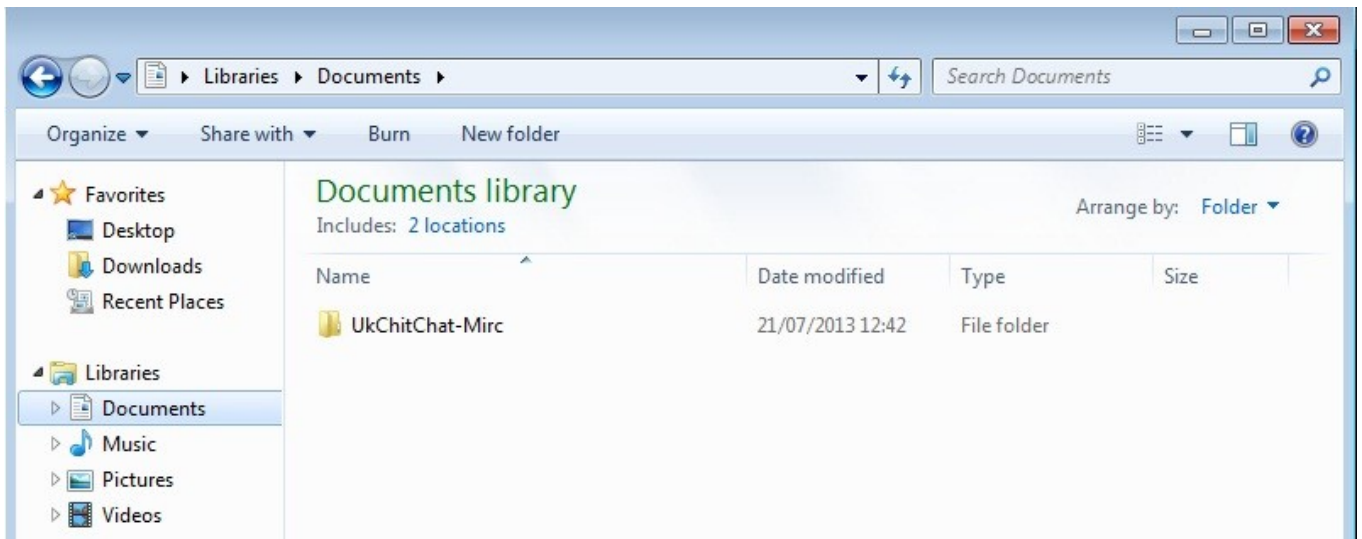 Libraries Documents
Search Documents
Organize Share with Burn New folder
Favorites
Desktop
Downloads
Recent Places
Libraries
Documents
Music
Pictures
Videos
Documents library
Includes: 2 locations
Arrange by: Folder
Name Date modified Type Size
UkChitChat-Mirc 21/07/2013 12:42 File folder